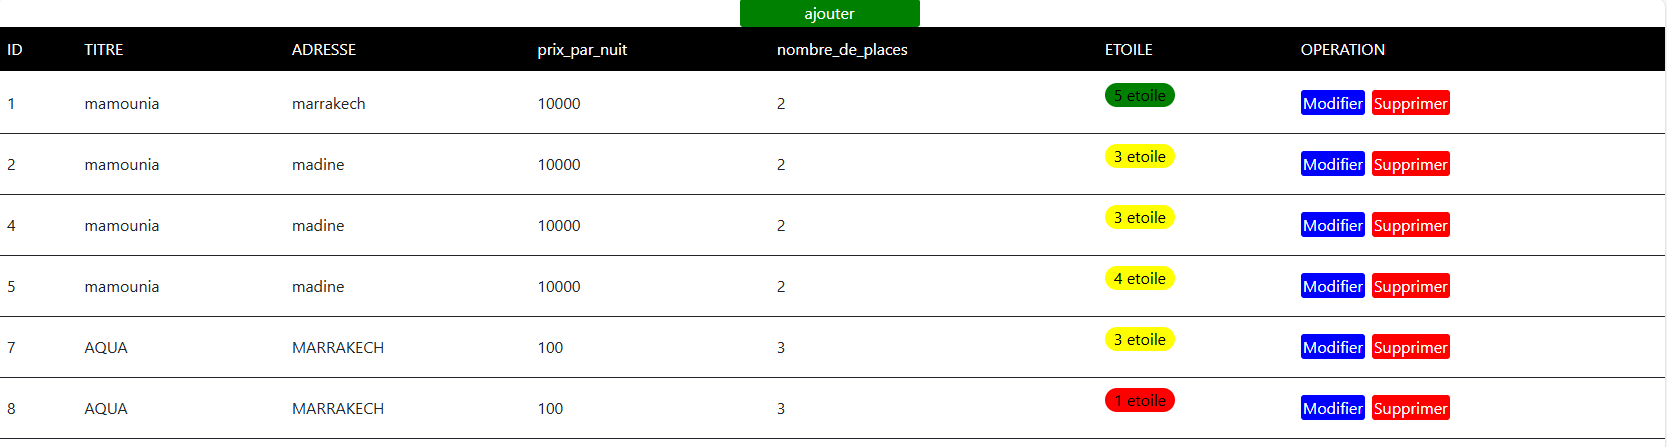 ajouter
ID TITRE ADRESSE prix_par_nuit nombre_de_places ETOILE OPERATION
1 mamounia marrakech 10000 2 5 etoile Modifier Supprimer
2 mamounia madine 10000 2 3 etoile Modifier Supprimer
4 mamounia madine 10000 2 3 etoile Modifier Supprimer
5 mamounia madine 10000 2 4 etoile Modifier Supprimer
7 AQUA MARRAKECH 100 3 3 etoile Modifier Supprimer
8 AQUA MARRAKECH 100 3 1 etoile Modifier Supprimer